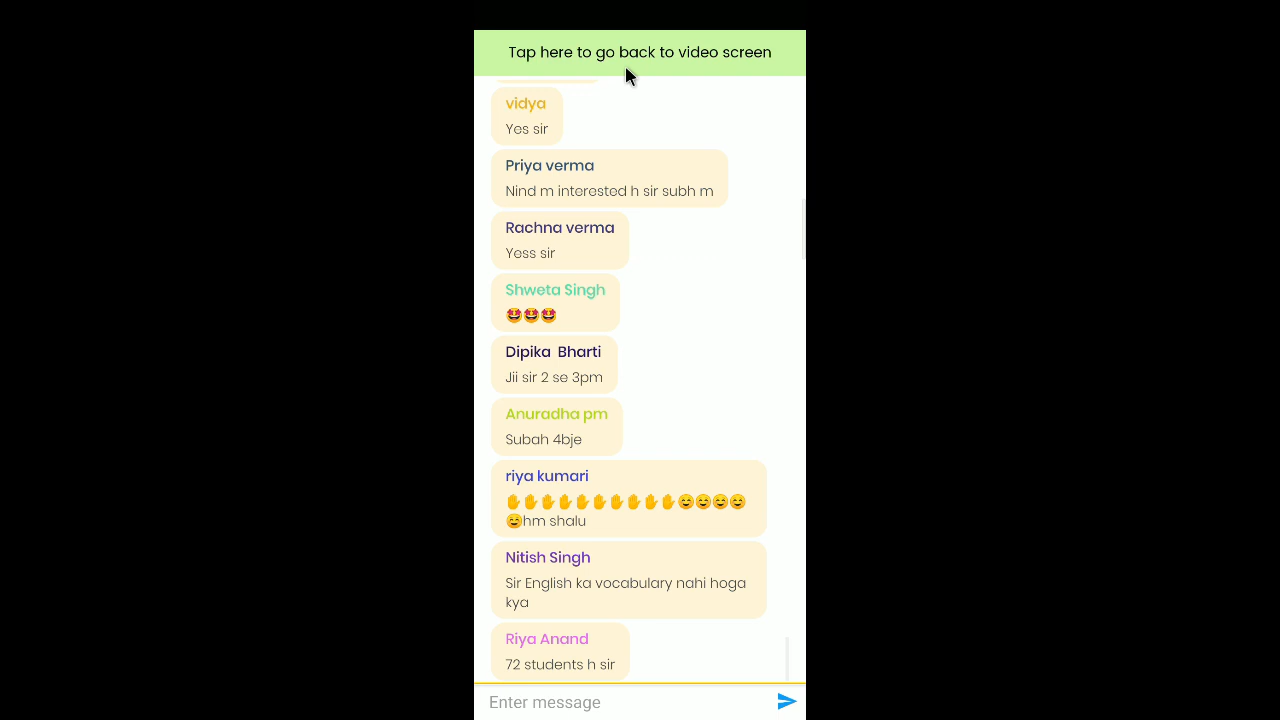 Tap here to go back to video screen
vidya
Yes sir
Priya verma
Nind m interested h sir subh m
Rachna verma
Yess sir
Shweta Singh
🤩🤩🤩
Dipika Bharti
Jii sir 2 se 3pm
Anuradha pm
Subah 4bje
riya kumari
✋✋✋✋✋✋✋✋✋✋😊😊😊😊
😊hm shalu
Nitish Singh
Sir English ka vocabulary nahi hoga
kya
Riya Anand
72 students h sir
Enter message